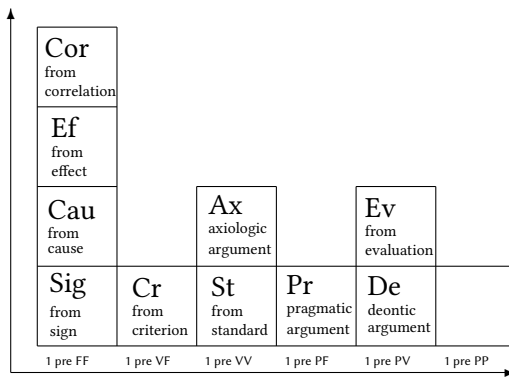 Cor
from
correlation
Ef
from
effect
Cau
from
cause
Ax
axiologic
argument
Ev
from
evaluation
Sig
from
sign
Cr
from
criterion
St
from
standard
Pr
pragmatic
argument
De
deontic
argument
1 pre FF
1 pre VF
1 pre VV
1 pre PF
1 pre PV
1 pre PP